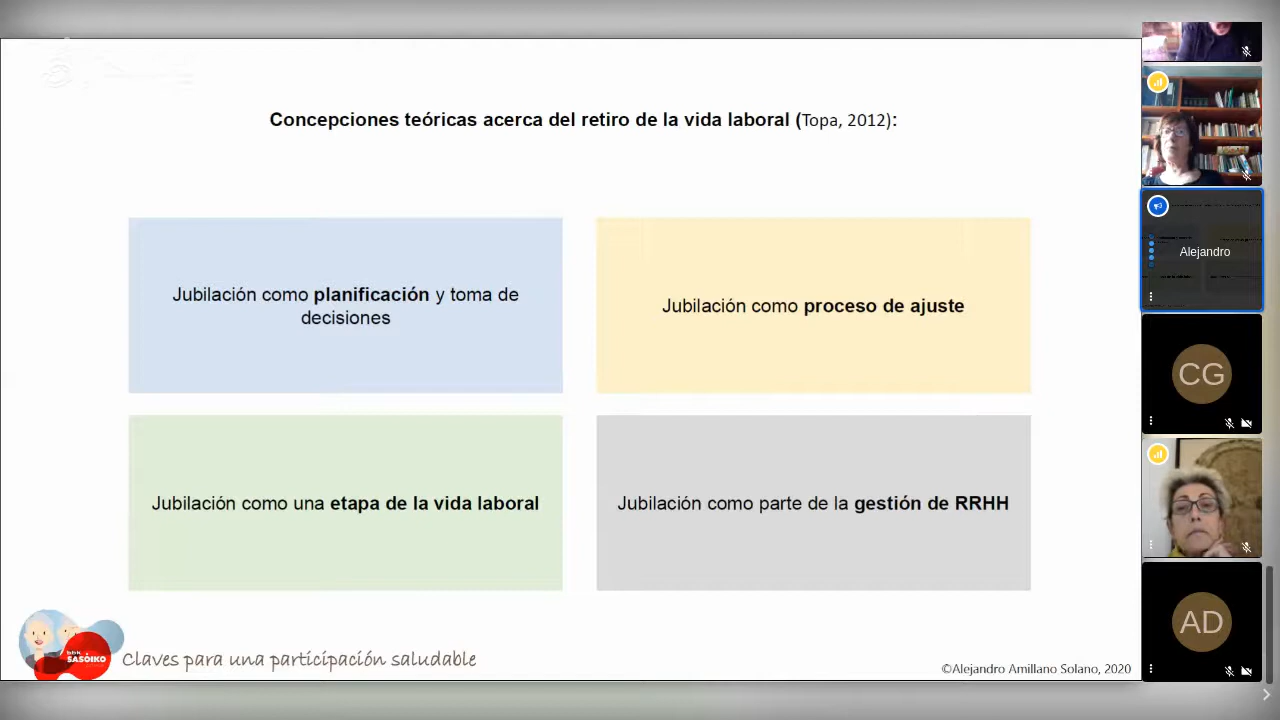 Concepciones teóricas acerca del retiro de la vida laboral (Topa, 2012):
Jubilación como planificación y toma de
decisiones
Jubilación como proceso de ajuste
Jubilación como una etapa de la vida laboral
Jubilación como parte de la gestión de RRHH
SASOIKO
Claves para una participación saludable
©Alejandro Amillano Solano, 2020
Alejandro
CG
AD